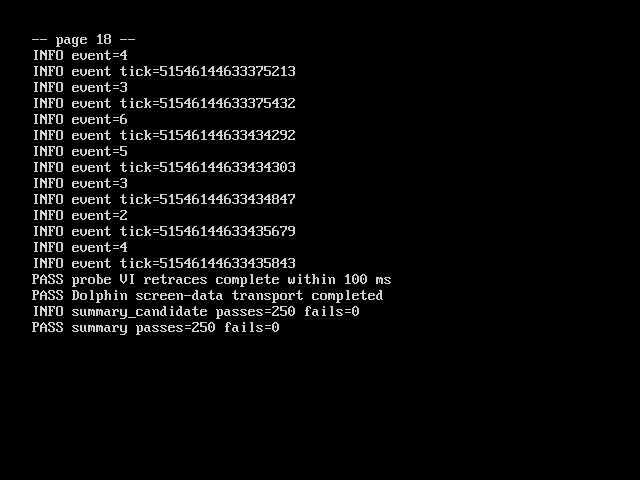 -- page 18 --
INFO event=4
INFO event tick=51546144633375213
INFO event=3
INFO event tick=51546144633375432
INFO event=6
INFO event tick=51546144633434292
INFO event=5
INFO event tick=51546144633434303
INFO event=3
INFO event tick=51546144633434847
INFO event=2
INFO event tick=51546144633435679
INFO event=4
INFO event tick=51546144633435843
PASS probe VI retraces complete within 100 ms
PASS Dolphin screen-data transport completed
INFO summary_candidate passes=250 fails=0
PASS summary passes=250 fails=0